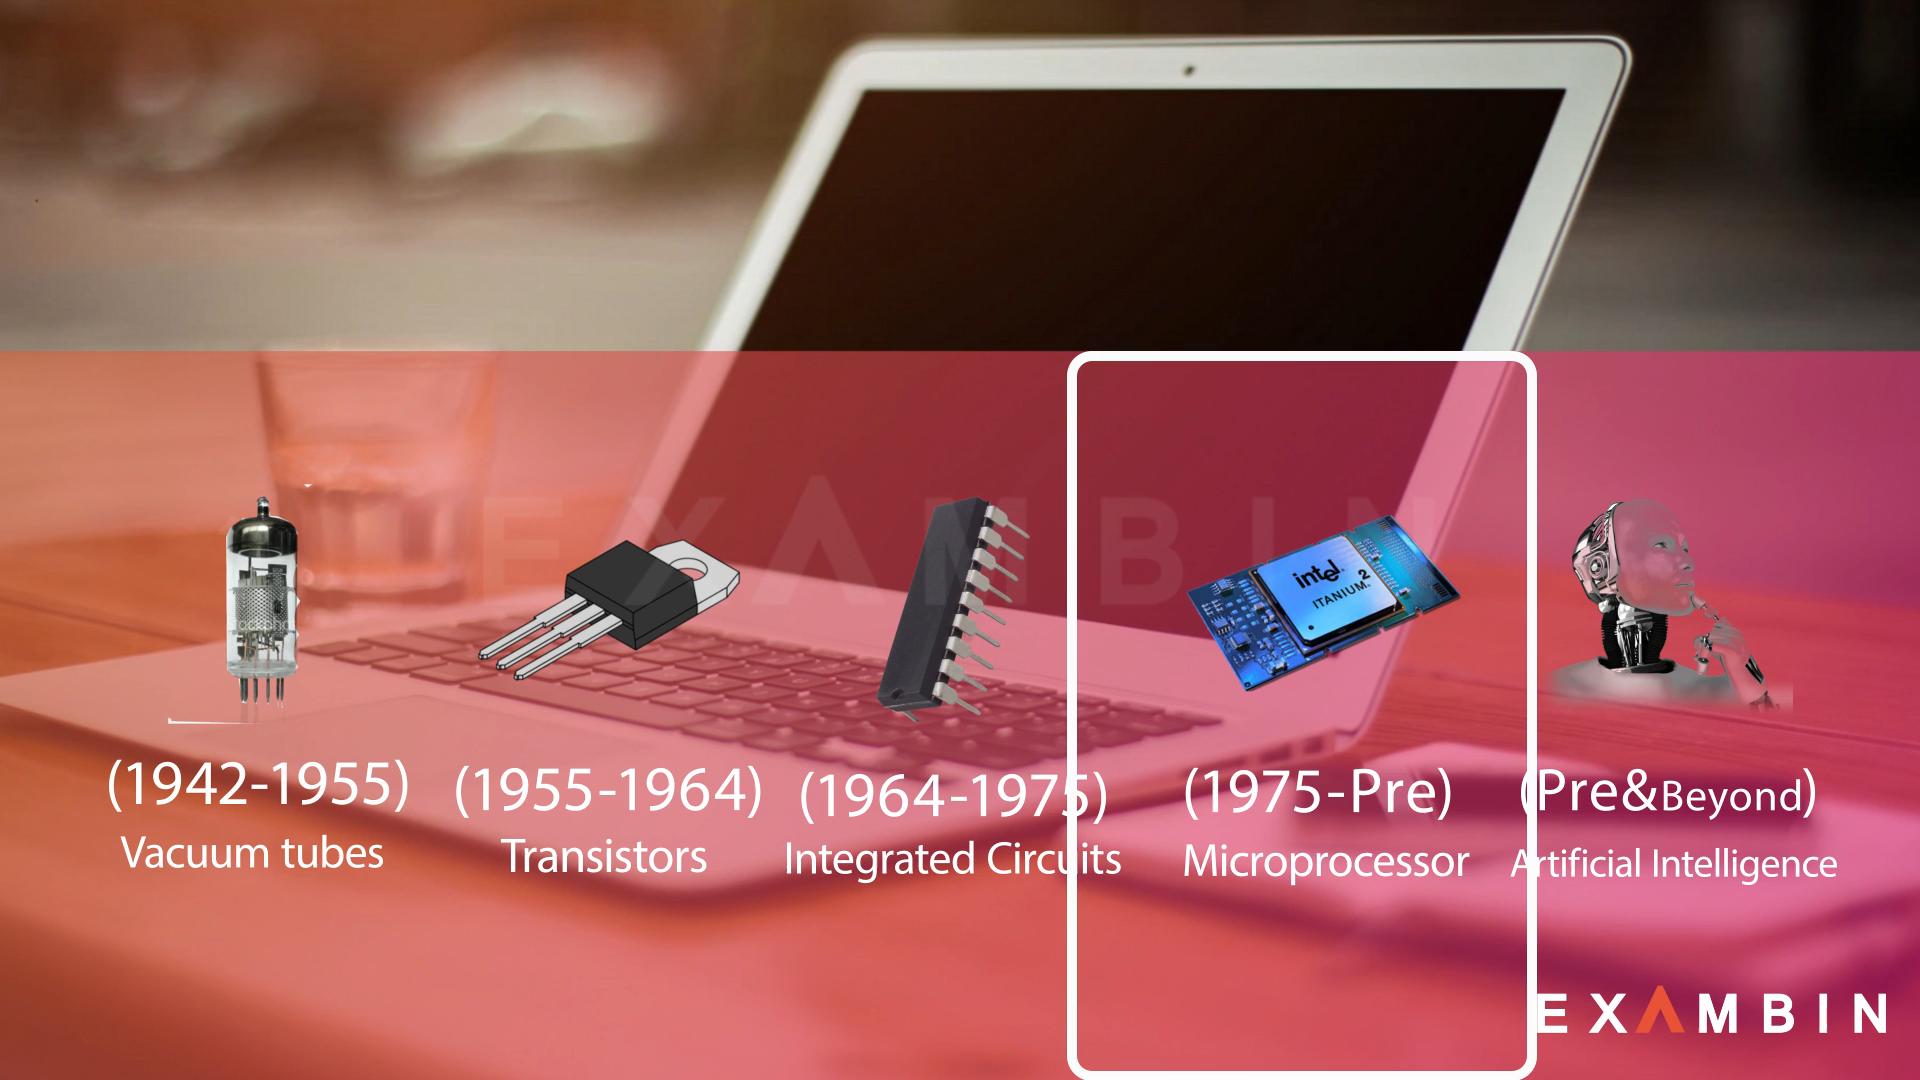 EXAMBIN
intel
ITANIUM 2
(1942-1955)
Vacuum tubes
(1955-1964)
Transistors
(1964-1975)
Integrated Circuits
(1975-Pre)
Microprocessor
(Pre&Beyond)
Artificial Intelligence
EXAMBIN